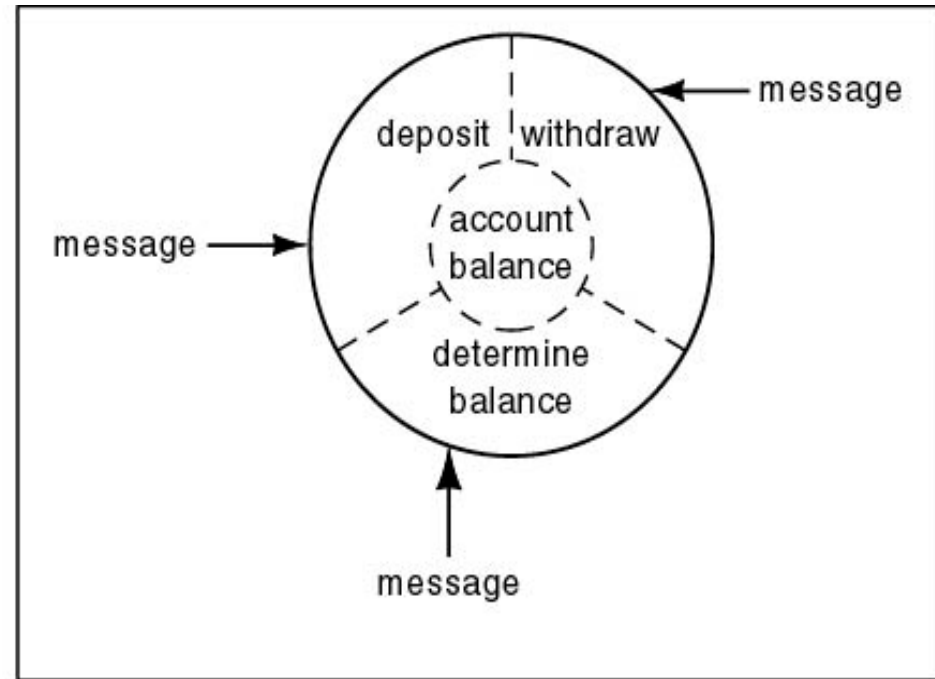 message
deposit withdraw
account
balance
message
determine
balance
message